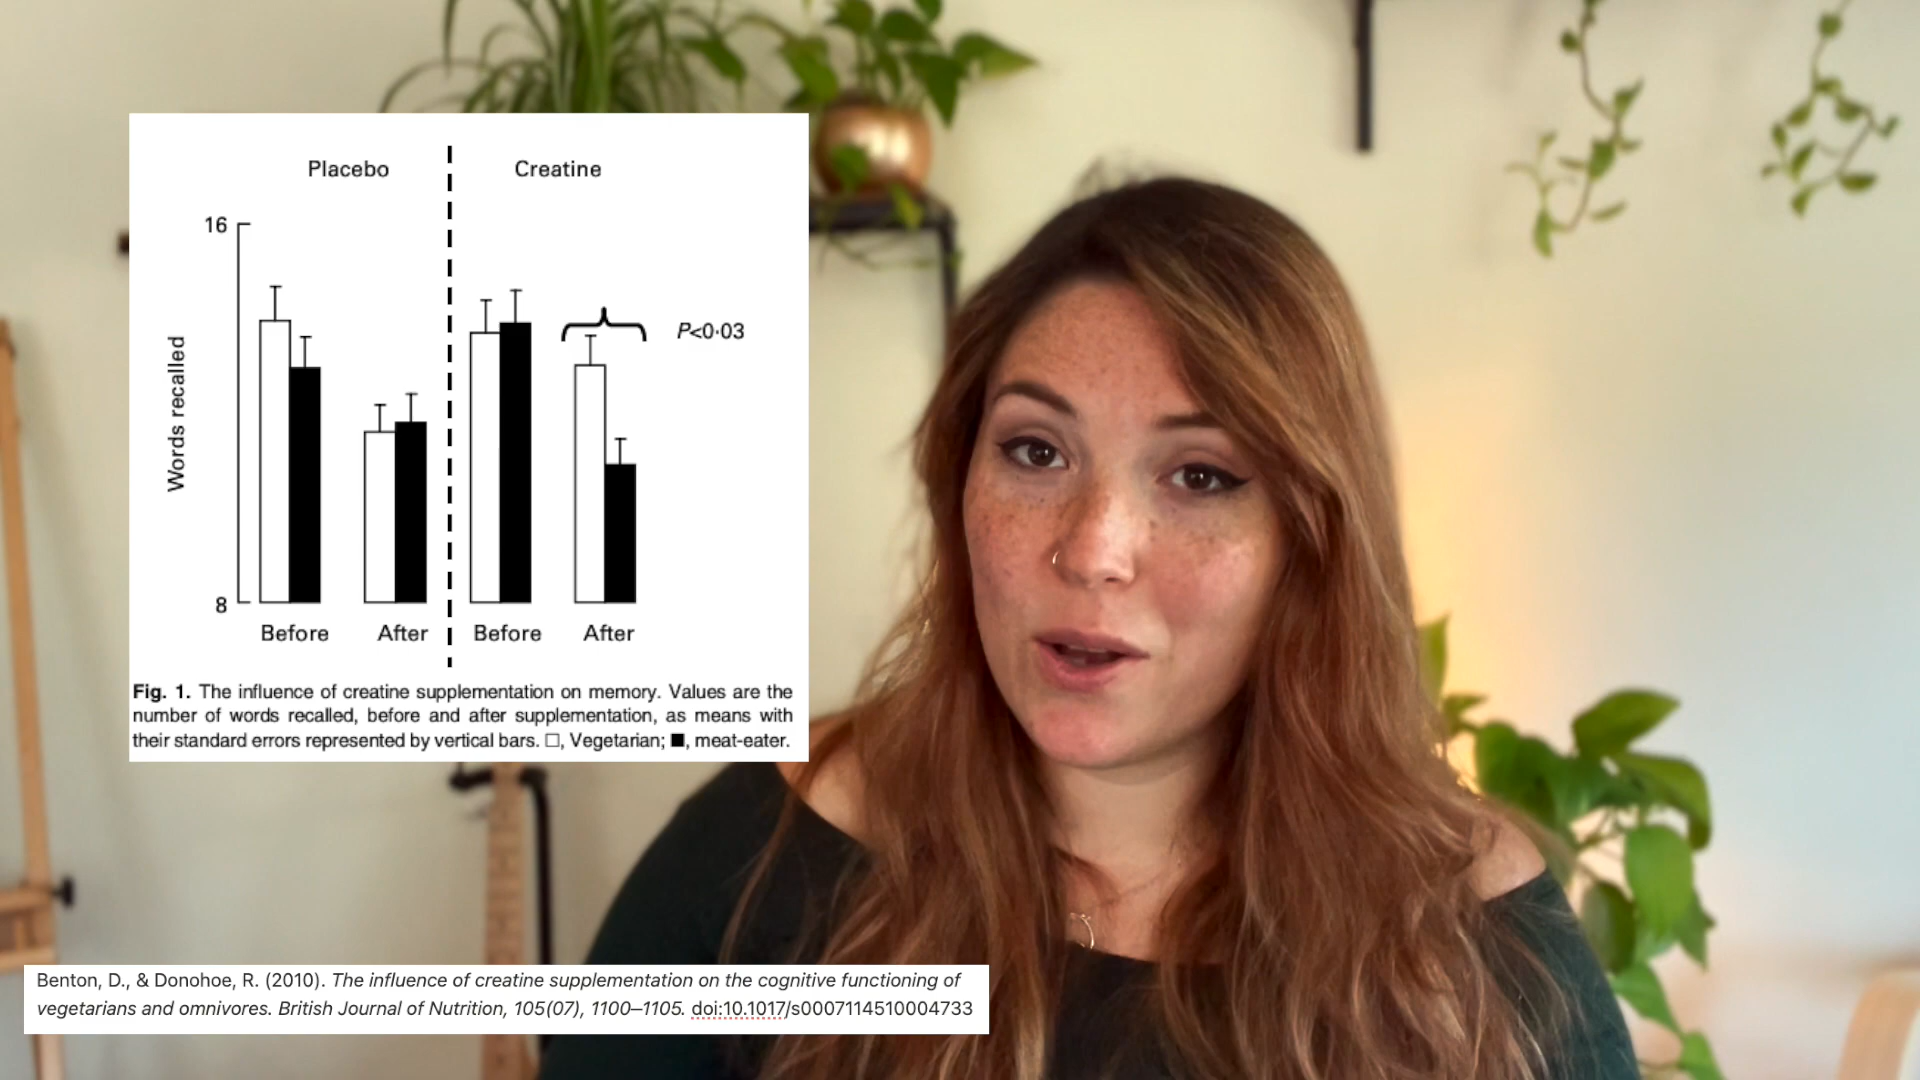 Placebo Creatine
16
P<0·03
Words recalled
8
Before After Before After
Fig. 1. The influence of creatine supplementation on memory. Values are the
number of words recalled, before and after supplementation, as means with
their standard errors represented by vertical bars. □, Vegetarian; ■, meat-eater.
Benton, D., & Donohoe, R. (2010). The influence of creatine supplementation on the cognitive functioning of
vegetarians and omnivores. British Journal of Nutrition, 105(07), 1100–1105. doi:10.1017/s0007114510004733